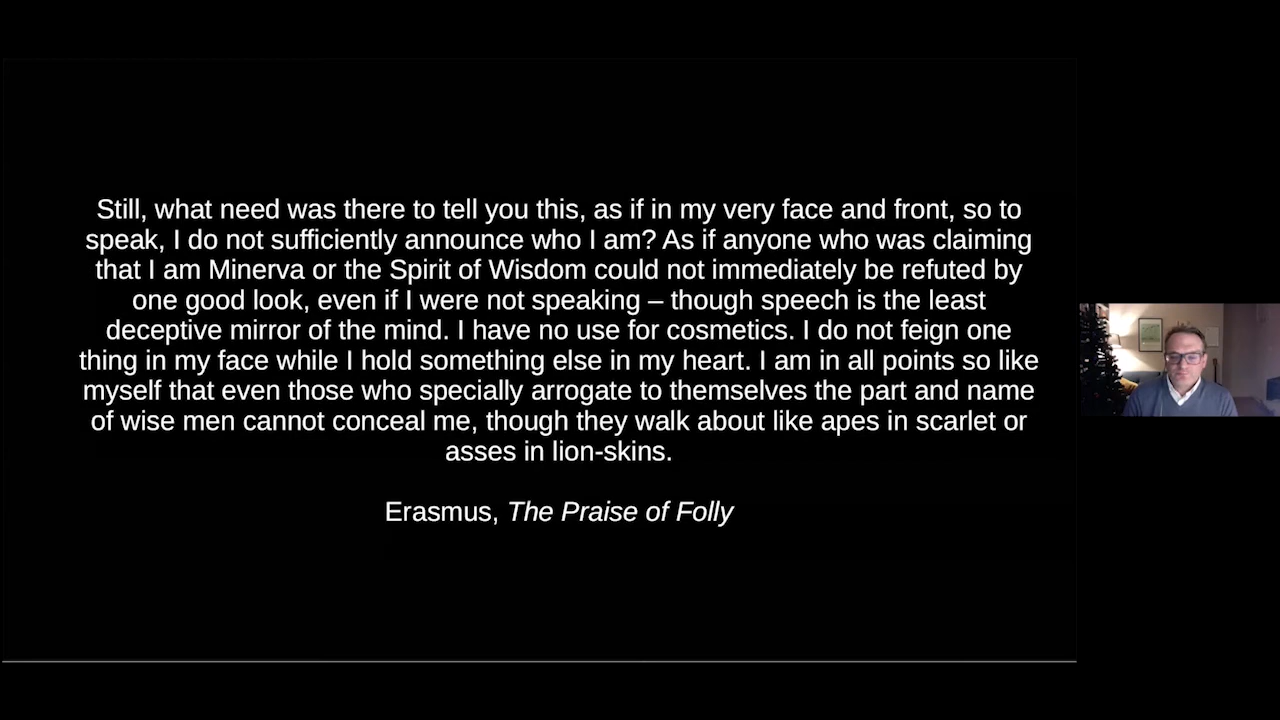 Still, what need was there to tell you this, as if in my very face and front, so to
speak, I do not sufficiently announce who I am? As if anyone who was claiming
that I am Minerva or the Spirit of Wisdom could not immediately be refuted by
one good look, even if I were not speaking – though speech is the least
deceptive mirror of the mind. I have no use for cosmetics. I do not feign one
thing in my face while I hold something else in my heart. I am in all points so like
myself that even those who specially arrogate to themselves the part and name
of wise men cannot conceal me, though they walk about like apes in scarlet or
asses in lion-skins.
Erasmus, The Praise of Folly